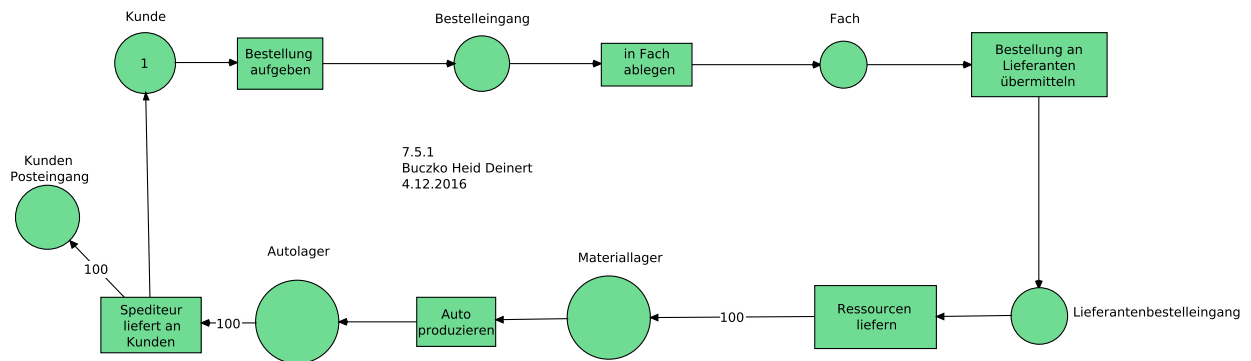 Kunde
Bestelleingang
Fach
1
Bestellung
aufgeben
in Fach
ablegen
Bestellung an
Lieferanten
übermitteln
7.5.1
Buczko Heid Deinert
4.12.2016
Kunden
Posteingang
100
Autolager
Materiallager
Spediteur
liefert an
Kunden
100
Auto
produzieren
100
Ressourcen
liefern
Lieferantenbestelleingang